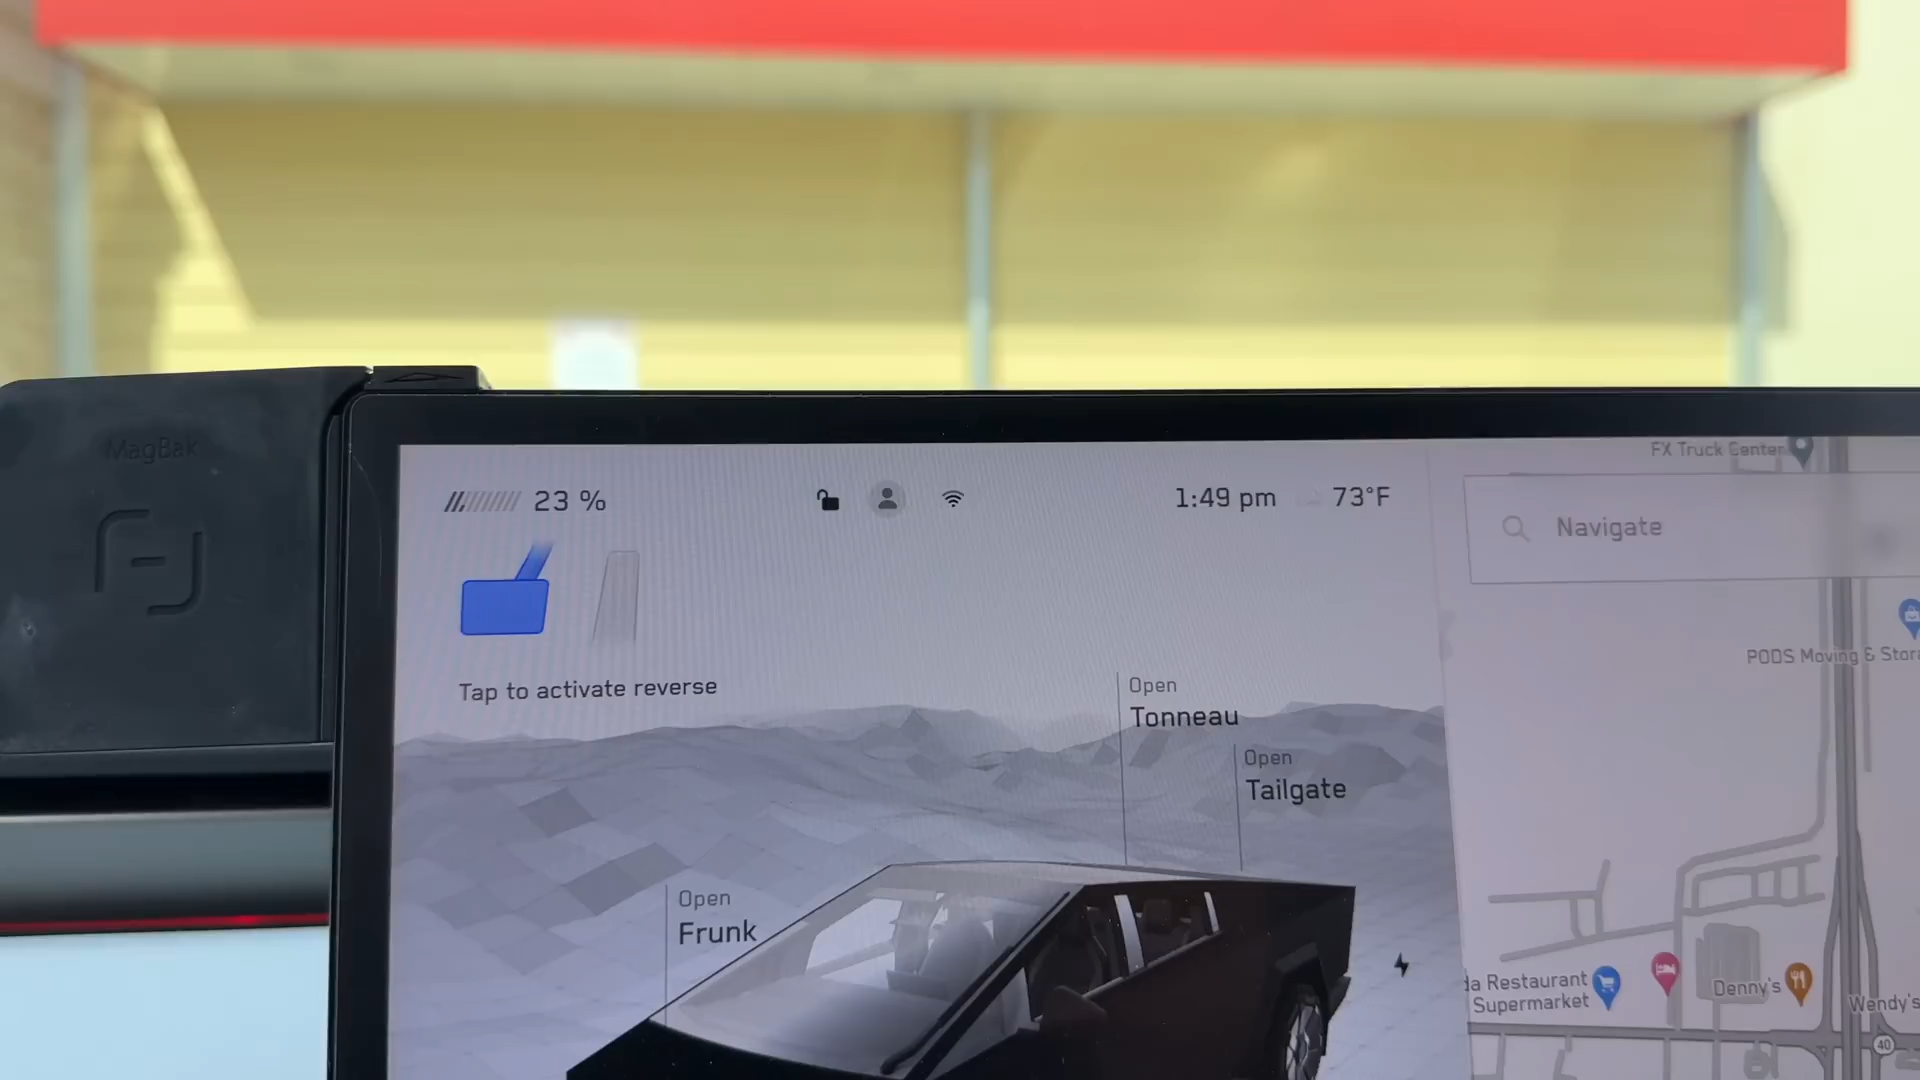 MagBak
23 %
1:49 pm
73°F
Tap to activate reverse
Open
Tonneau
Open
Tailgate
Open
Frunk
FX Truck Center
Navigate
PODS Moving & Stora
da Restaurant
Supermarket
Denny's
Wendy's
40